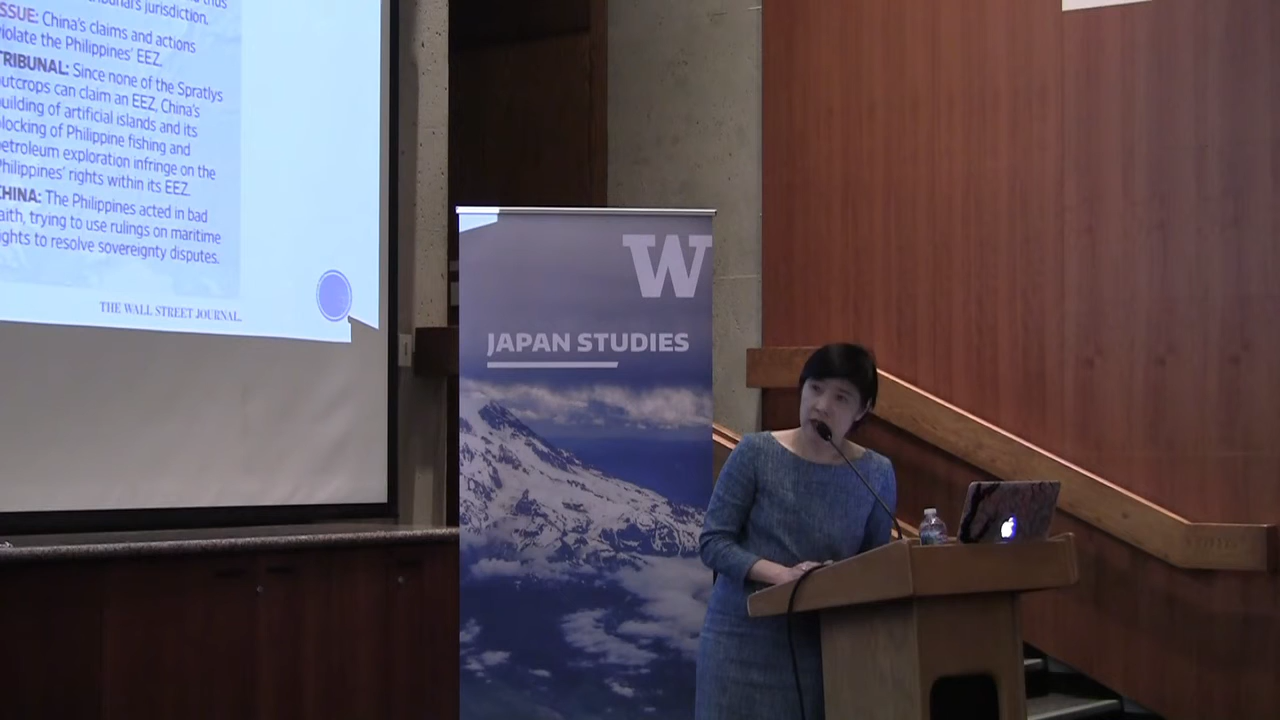 thus
tribunal's jurisdiction.
ISSUE: China's claims and actions
violate the Philippines' EEZ.
TRIBUNAL: Since none of the Spratlys
outcrops can claim an EEZ, China's
building of artificial islands and its
blocking of Philippine fishing and
petroleum exploration infringe on the
Philippines' rights within its EEZ.
CHINA: The Philippines acted in bad
faith, trying to use rulings on maritime
rights to resolve sovereignty disputes.
THE WALL STREET JOURNAL.
W
JAPAN STUDIES